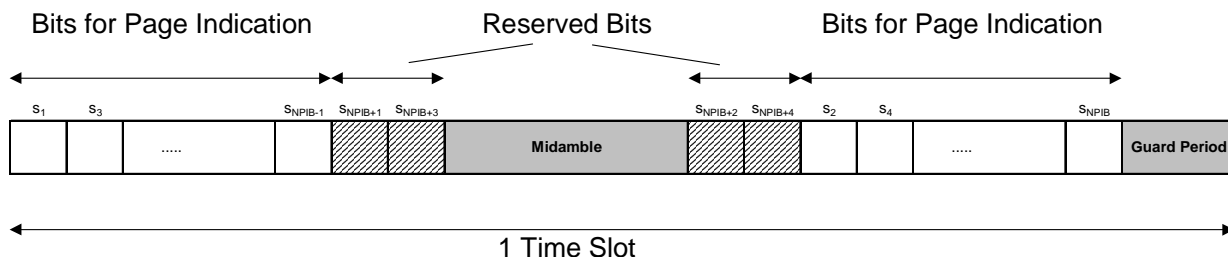 Bits for Page Indication Reserved Bits Bits for Page Indication
s1 s3 sNPIB-1 sNPIB+1 sNPIB+3 sNPIB+2 sNPIB+4 s2 s4 sNPIB
..... Midamble ..... Guard Period
1 Time Slot